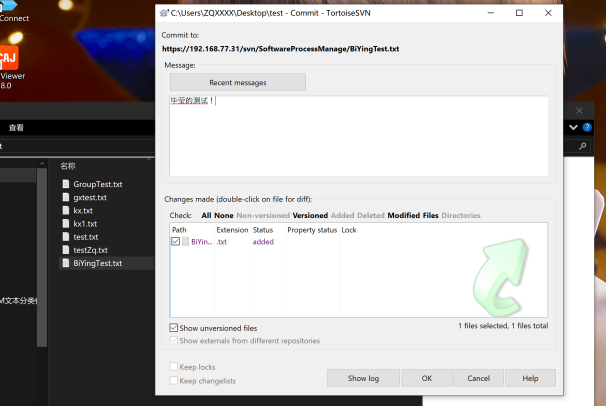 Connect
Viewer
8.0
查看
名称
GroupTest.txt
gxtest.txt
kx.txt
kx1.txt
test.txt
testZq.txt
BiYingTest.txt
M文本分类
C:\Users\ZQXXXX\Desktop\test - Commit - TortoiseSVN
Commit to:
https://192.168.77.31/svn/SoftwareProcessManage/BiYingTest.txt
Message:
Recent messages
毕莹的测试！
Changes made (double-click on file for diff):
Check: All None Non-versioned Versioned Added Deleted Modified Files Directories
Path Extension Status Property status Lock
BiYin... .txt added
Show unversioned files
1 files selected, 1 files total
Show externals from different repositories
Keep locks
Keep changelists
Show log OK Cancel Help